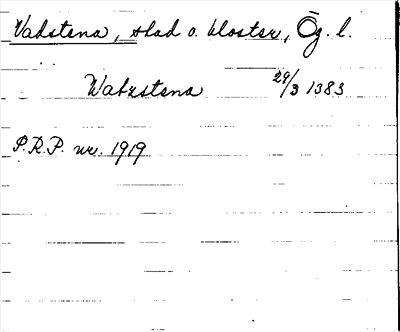 Vadstena, stad o. kloster, Ög. l.
Watzstena 29/3 1383
P.R.P. nr. 1919